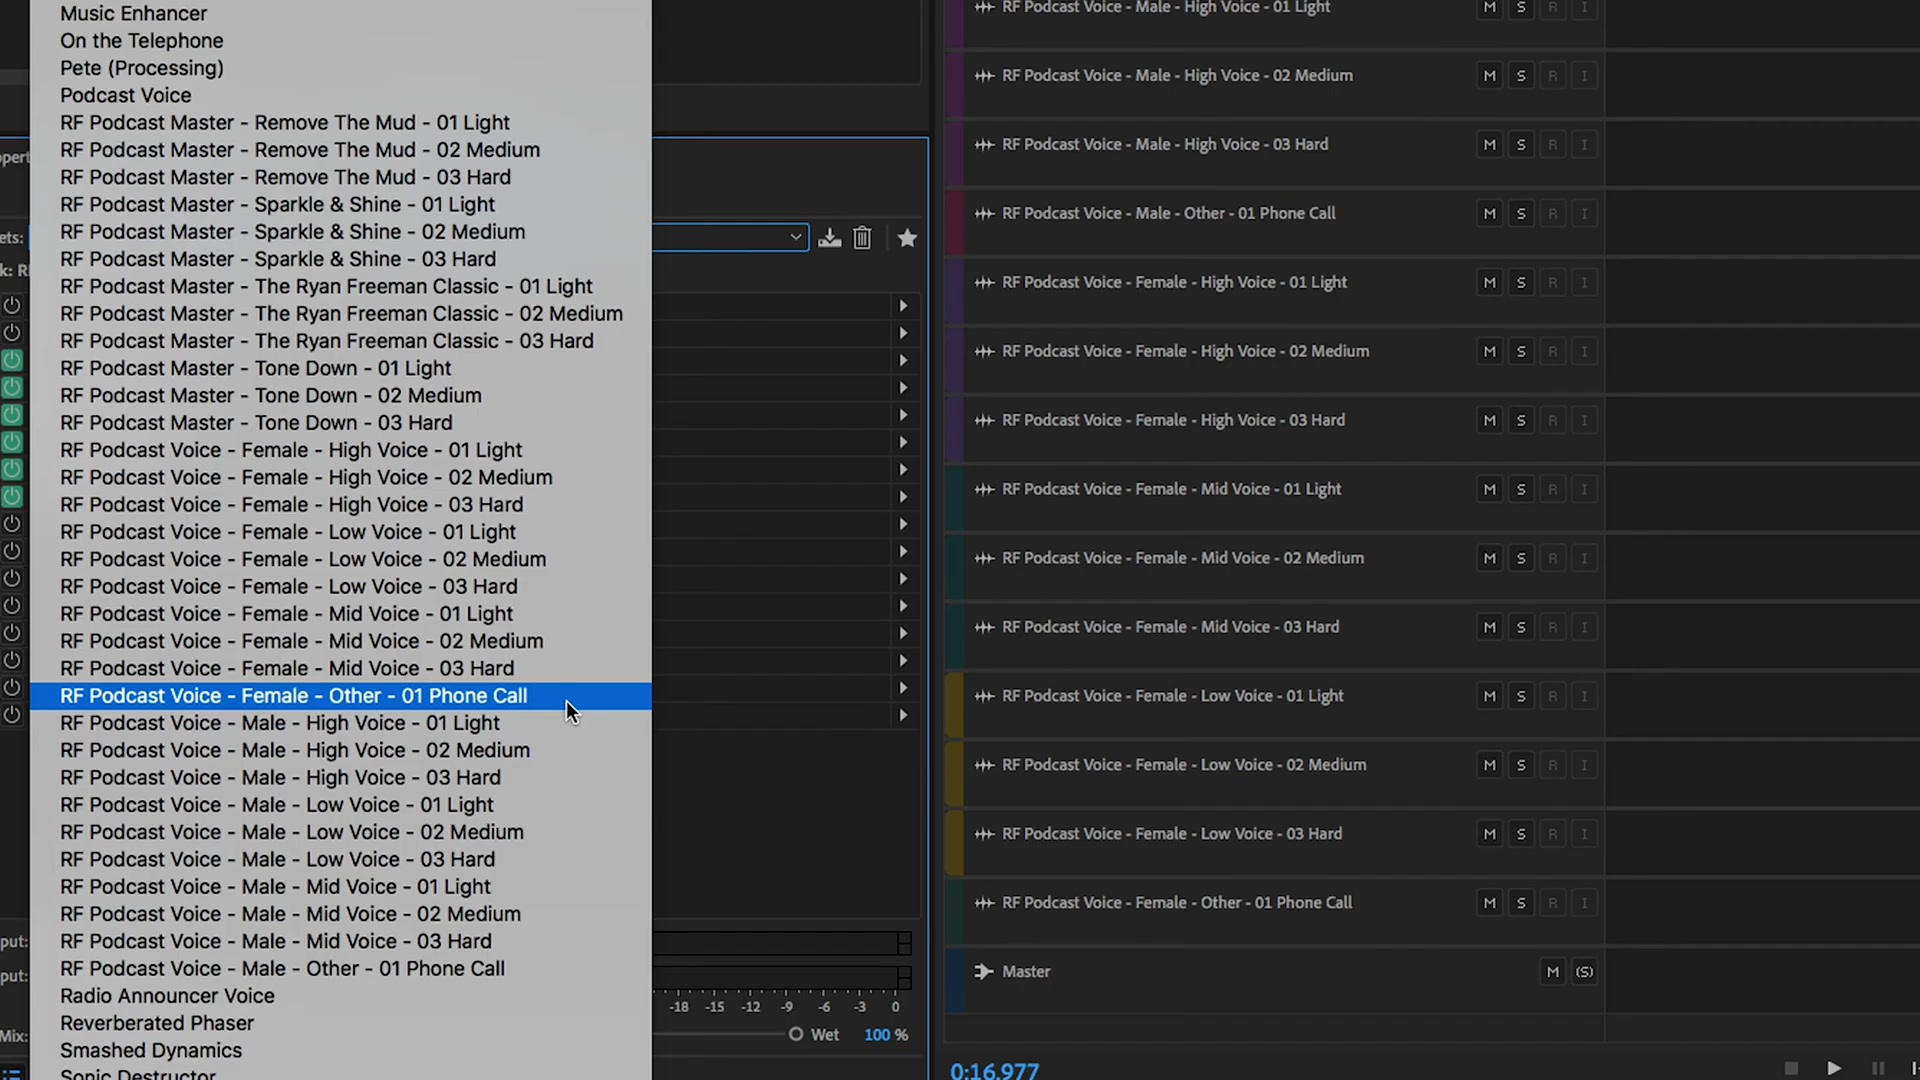 Music Enhancer
On the Telephone
Pete (Processing)
Podcast Voice
RF Podcast Master - Remove The Mud - 01 Light
RF Podcast Master - Remove The Mud - 02 Medium
RF Podcast Master - Remove The Mud - 03 Hard
RF Podcast Master - Sparkle & Shine - 01 Light
RF Podcast Master - Sparkle & Shine - 02 Medium
RF Podcast Master - Sparkle & Shine - 03 Hard
RF Podcast Master - The Ryan Freeman Classic - 01 Light
RF Podcast Master - The Ryan Freeman Classic - 02 Medium
RF Podcast Master - The Ryan Freeman Classic - 03 Hard
RF Podcast Master - Tone Down - 01 Light
RF Podcast Master - Tone Down - 02 Medium
RF Podcast Master - Tone Down - 03 Hard
RF Podcast Voice - Female - High Voice - 01 Light
RF Podcast Voice - Female - High Voice - 02 Medium
RF Podcast Voice - Female - High Voice - 03 Hard
RF Podcast Voice - Female - Low Voice - 01 Light
RF Podcast Voice - Female - Low Voice - 02 Medium
RF Podcast Voice - Female - Low Voice - 03 Hard
RF Podcast Voice - Female - Mid Voice - 01 Light
RF Podcast Voice - Female - Mid Voice - 02 Medium
RF Podcast Voice - Female - Mid Voice - 03 Hard
RF Podcast Voice - Female - Other - 01 Phone Call
RF Podcast Voice - Male - High Voice - 01 Light
RF Podcast Voice - Male - High Voice - 02 Medium
RF Podcast Voice - Male - High Voice - 03 Hard
RF Podcast Voice - Male - Low Voice - 01 Light
RF Podcast Voice - Male - Low Voice - 02 Medium
RF Podcast Voice - Male - Low Voice - 03 Hard
RF Podcast Voice - Male - Mid Voice - 01 Light
RF Podcast Voice - Male - Mid Voice - 02 Medium
RF Podcast Voice - Male - Mid Voice - 03 Hard
RF Podcast Voice - Male - Other - 01 Phone Call
Radio Announcer Voice
Reverberated Phaser
Smashed Dynamics
Sonic Destructor
opert
ets:
k: R
put:
put:
Mix:
-18 -15 -12 -9 -6 -3 0
Wet 100 %
RF Podcast Voice - Male - High Voice - 01 Light M S R I
RF Podcast Voice - Male - High Voice - 02 Medium M S R I
RF Podcast Voice - Male - High Voice - 03 Hard M S R I
RF Podcast Voice - Male - Other - 01 Phone Call M S R I
RF Podcast Voice - Female - High Voice - 01 Light M S R I
RF Podcast Voice - Female - High Voice - 02 Medium M S R I
RF Podcast Voice - Female - High Voice - 03 Hard M S R I
RF Podcast Voice - Female - Mid Voice - 01 Light M S R I
RF Podcast Voice - Female - Mid Voice - 02 Medium M S R I
RF Podcast Voice - Female - Mid Voice - 03 Hard M S R I
RF Podcast Voice - Female - Low Voice - 01 Light M S R I
RF Podcast Voice - Female - Low Voice - 02 Medium M S R I
RF Podcast Voice - Female - Low Voice - 03 Hard M S R I
RF Podcast Voice - Female - Other - 01 Phone Call M S R I
Master M (S)
0:16.977